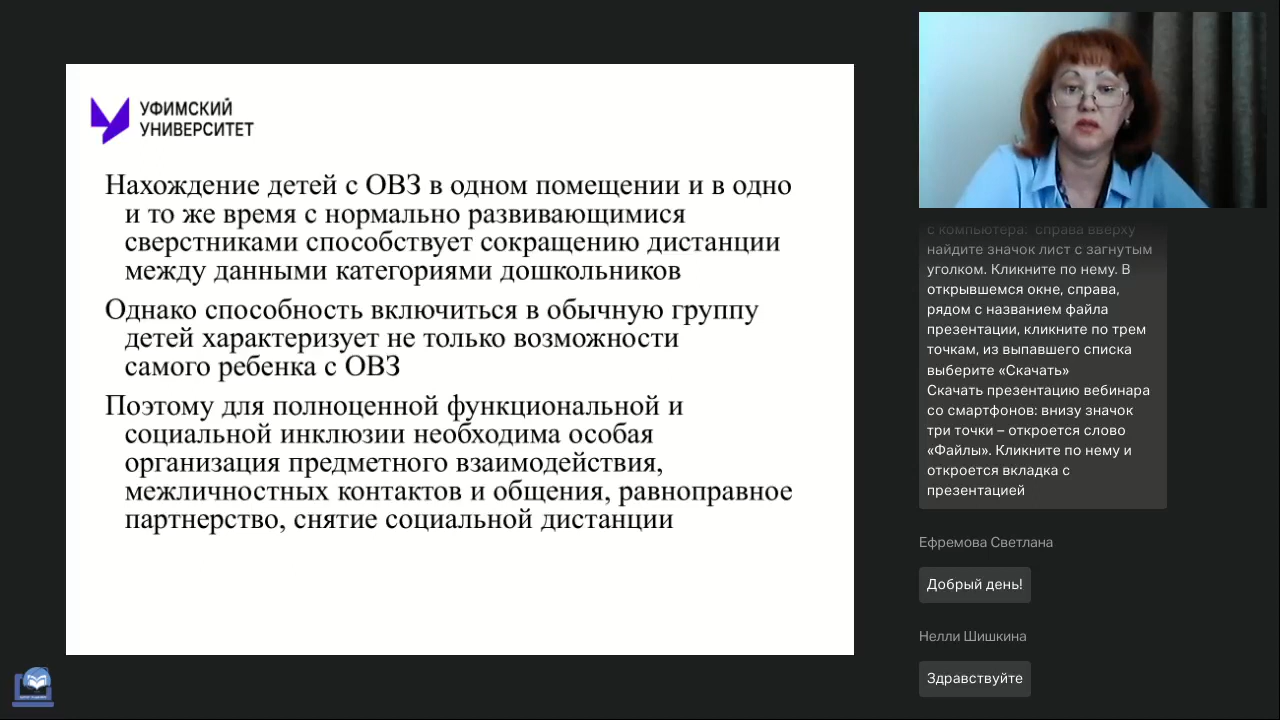 УФИМСКИЙ
УНИВЕРСИТЕТ
Нахождение детей с ОВЗ в одном помещении и в одно
и то же время с нормально развивающимися
сверстниками способствует сокращению дистанции
между данными категориями дошкольников
Однако способность включиться в обычную группу
детей характеризует не только возможности
самого ребенка с ОВЗ
Поэтому для полноценной функциональной и
социальной инклюзии необходима особая
организация предметного взаимодействия,
межличностных контактов и общения, равноправное
партнерство, снятие социальной дистанции
с компьютера: справа вверху
найдите значок лист с загнутым
уголком. Кликните по нему. В
открывшемся окне, справа,
рядом с названием файла
презентации, кликните по трем
точкам, из выпавшего списка
выберите «Скачать»
Скачать презентацию вебинара
со смартфонов: внизу значок
три точки – откроется слово
«Файлы». Кликните по нему и
откроется вкладка с
презентацией
Ефремова Светлана
Добрый день!
Нелли Шишкина
Здравствуйте